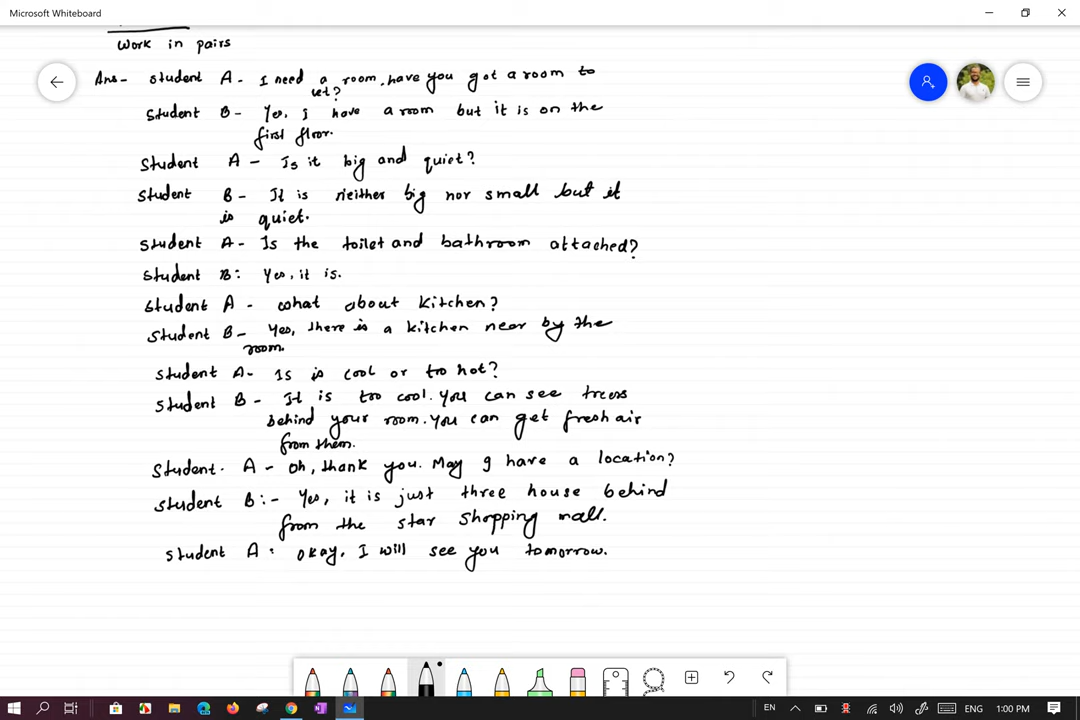 Microsoft Whiteboard
Work in pairs
Ans- Student A- I need a room, have you got a room to
let?
Student B- Yes, I have a room but it is on the
first floor.
Student A- Is it big and quiet?
Student B- It is neither big nor small but it
is quiet.
Student A- Is the toilet and bathroom attached?
Student B: Yes, it is.
Student A- What about kitchen?
Student B- Yes, there is a kitchen near by the
room.
Student A- Is is cool or too hot?
Student B- It is too cool. You can see trees
behind your room. You can get fresh air
from them.
Student. A- Oh, thank you. May I have a location?
Student B:- Yes, it is just three house behind
from the star shopping mall.
Student A: Okay, I will see you tomorrow.
EN
ENG
1:00 PM